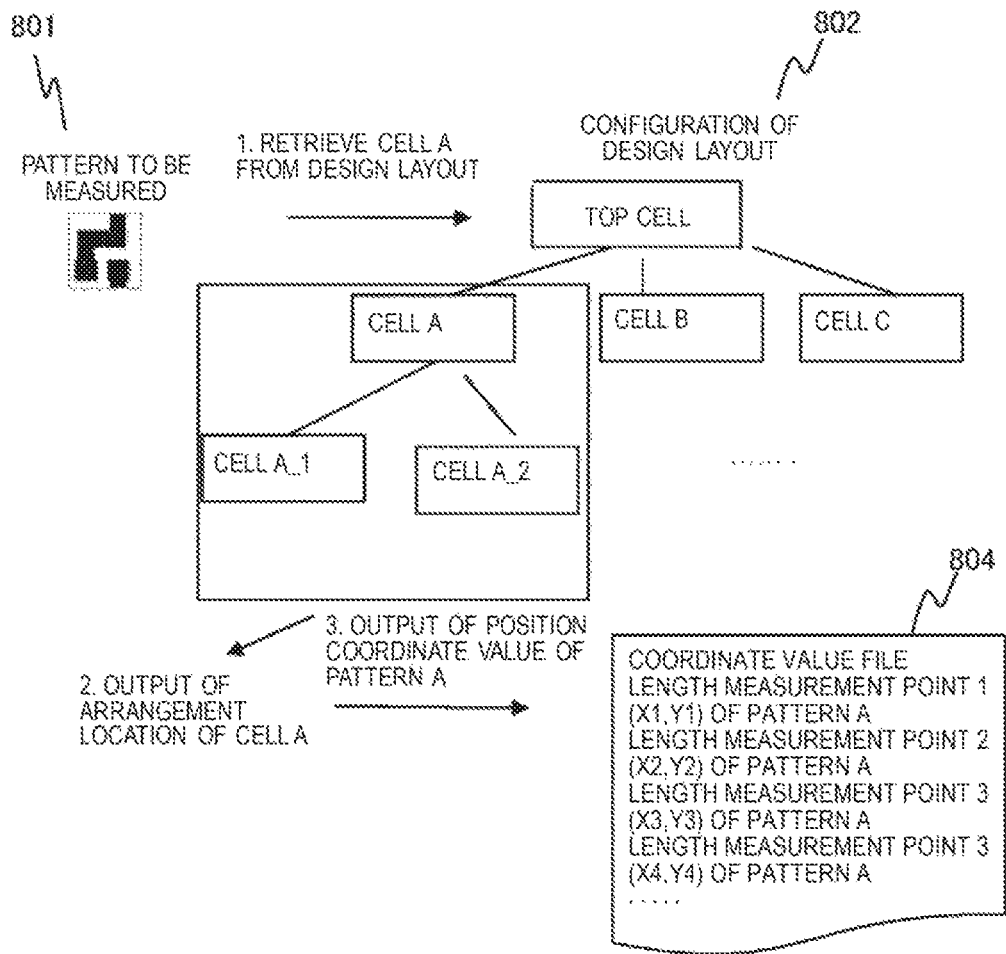 801
802
PATTERN TO BE
MEASURED
1. RETRIEVE CELL A
FROM DESIGN LAYOUT
CONFIGURATION OF
DESIGN LAYOUT
TOP CELL
CELL A
CELL B
CELL C
CELL A_1
CELL A_2
......
3. OUTPUT OF POSITION
COORDINATE VALUE OF
PATTERN A
2. OUTPUT OF
ARRANGEMENT
LOCATION OF CELL A
804
COORDINATE VALUE FILE
LENGTH MEASUREMENT POINT 1
(X1,Y1) OF PATTERN A
LENGTH MEASUREMENT POINT 2
(X2,Y2) OF PATTERN A
LENGTH MEASUREMENT POINT 3
(X3,Y3) OF PATTERN A
LENGTH MEASUREMENT POINT 3
(X4,Y4) OF PATTERN A
.....